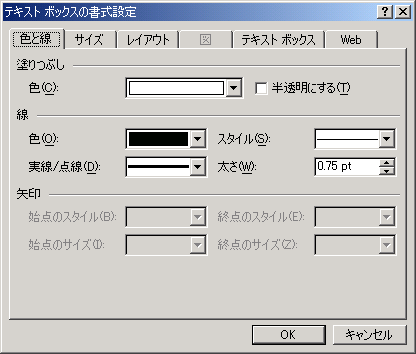 テキスト ボックスの書式設定
色と線 サイズ レイアウト 図 テキスト ボックス Web
塗りつぶし
色(C): 半透明にする(T)
線
色(O): スタイル(S):
実線/点線(D): 太さ(W): 0.75 pt
矢印
始点のスタイル(B): 終点のスタイル(E):
始点のサイズ(I): 終点のサイズ(Z):
OK キャンセル